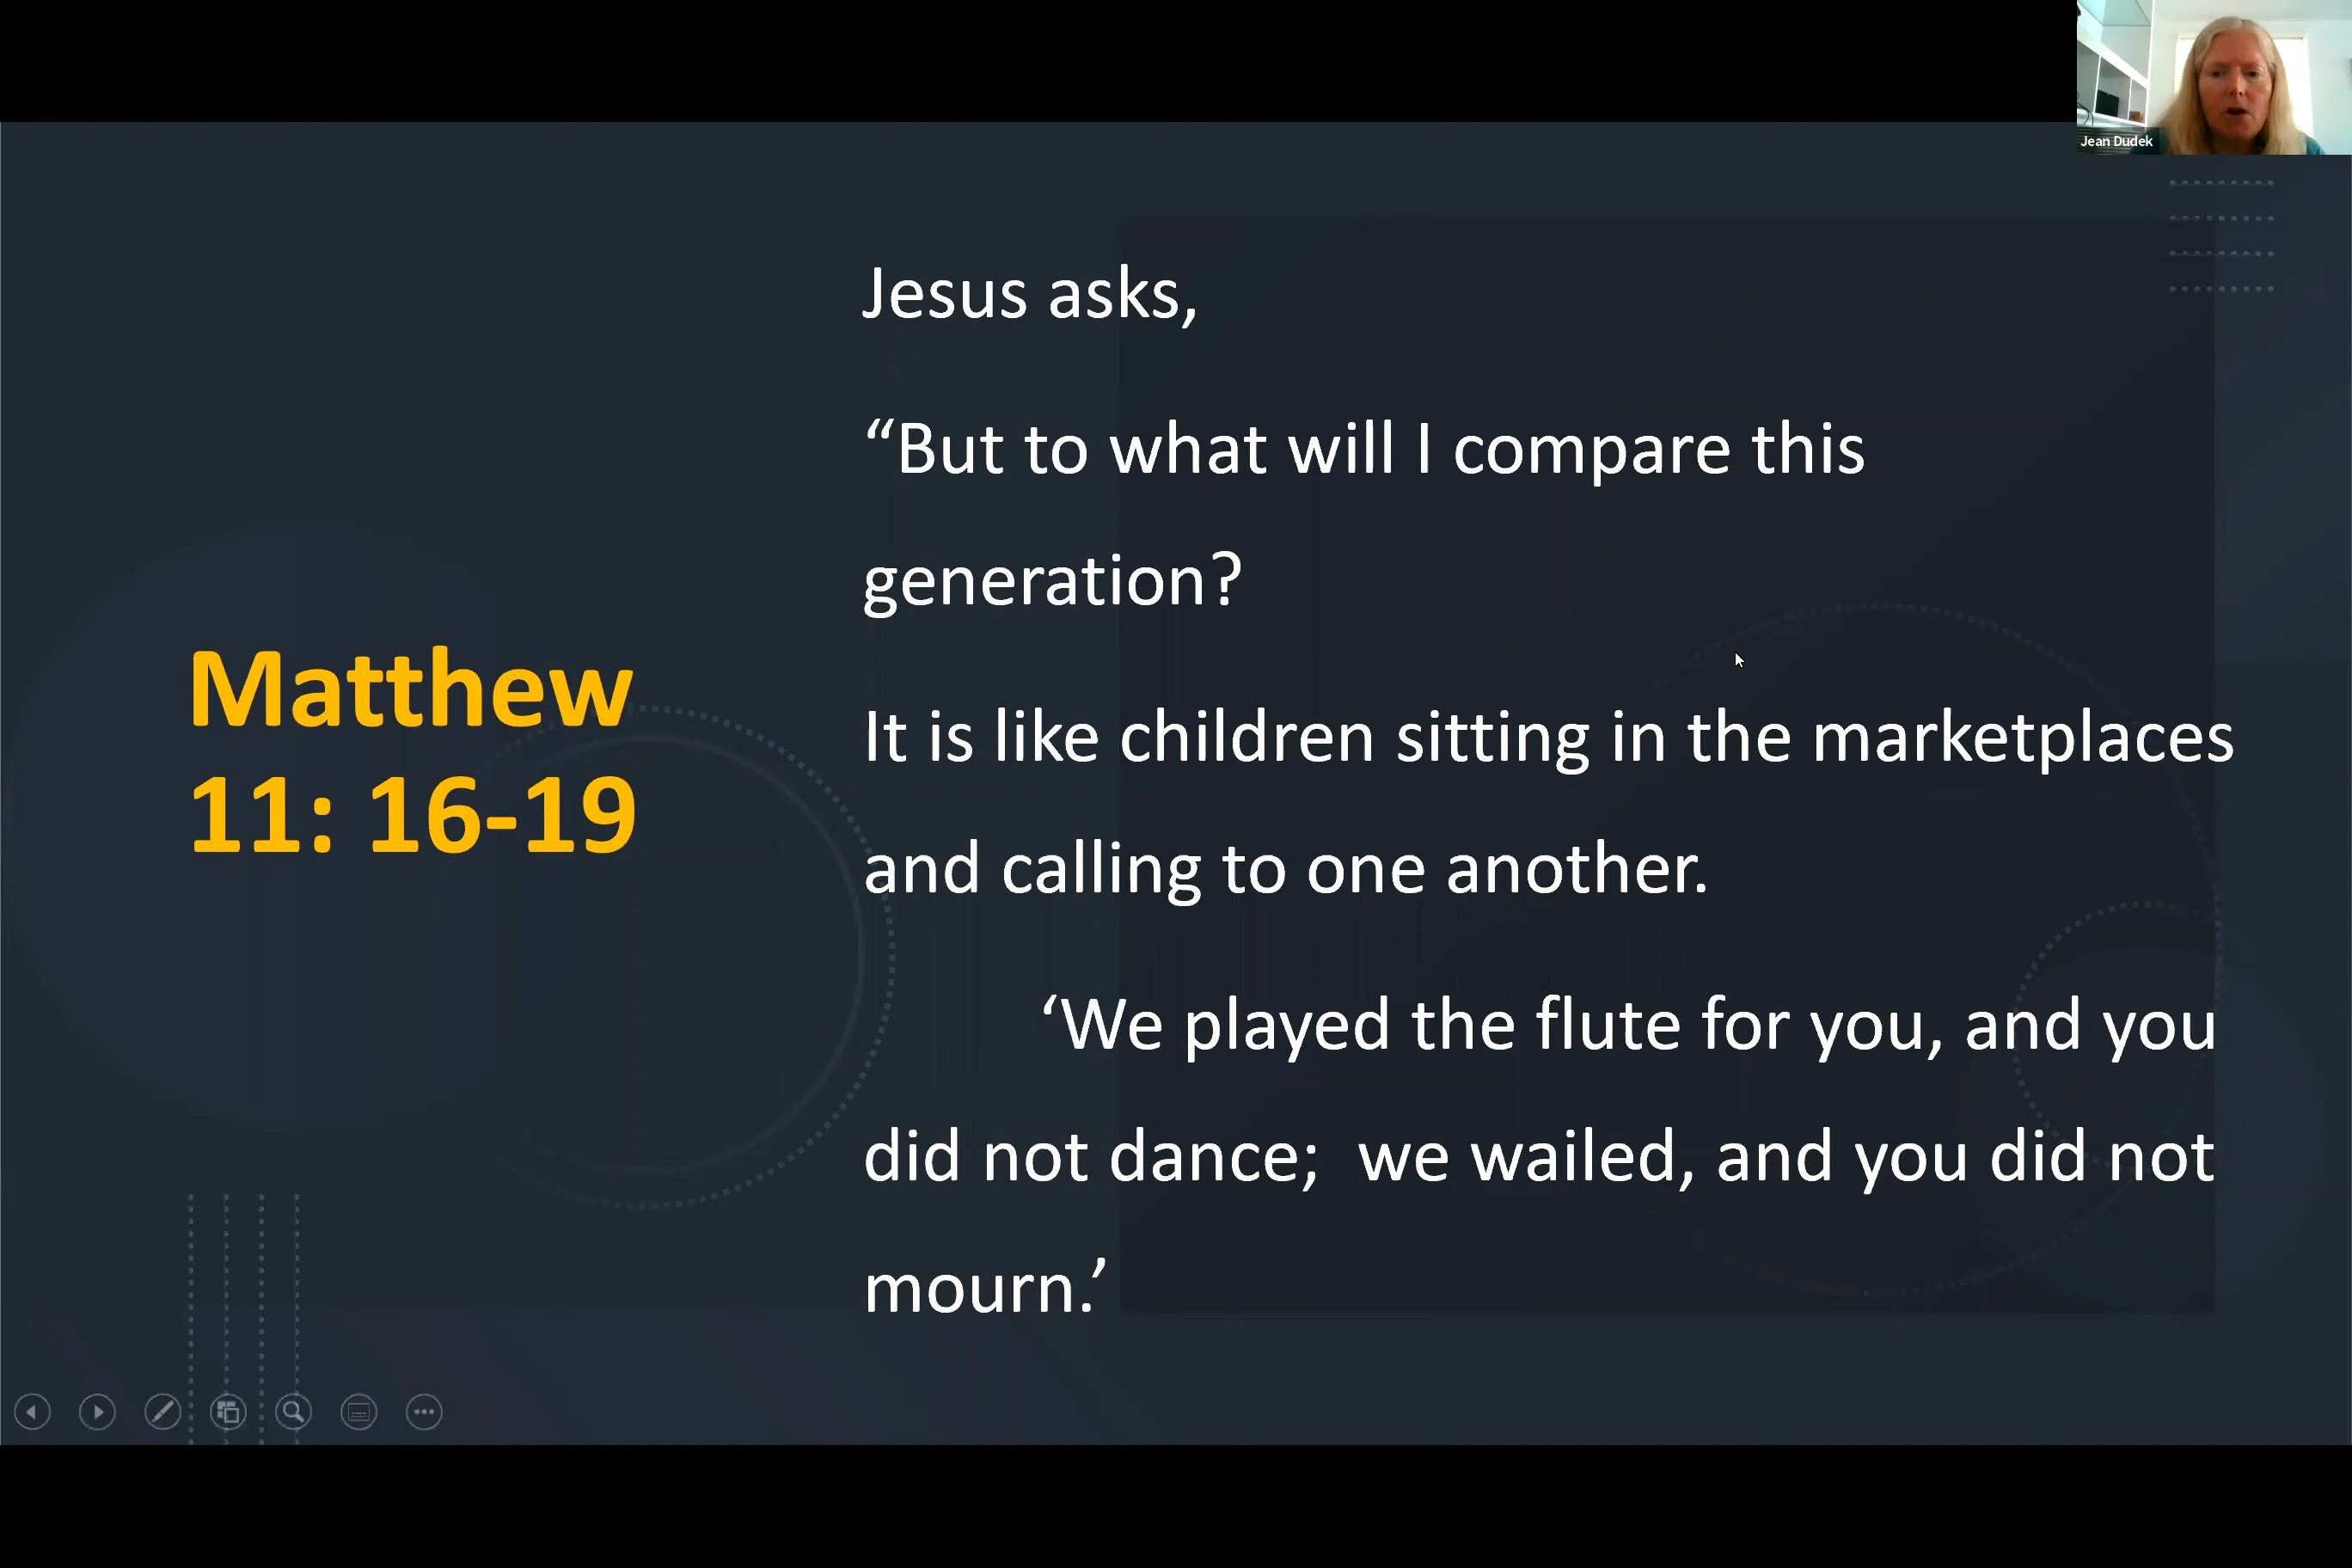 Jean Dudek
Jesus asks,
“But to what will I compare this
generation?
Matthew
11: 16-19
It is like children sitting in the marketplaces
and calling to one another.
‘We played the flute for you, and you
did not dance;  we wailed, and you did not
mourn.’